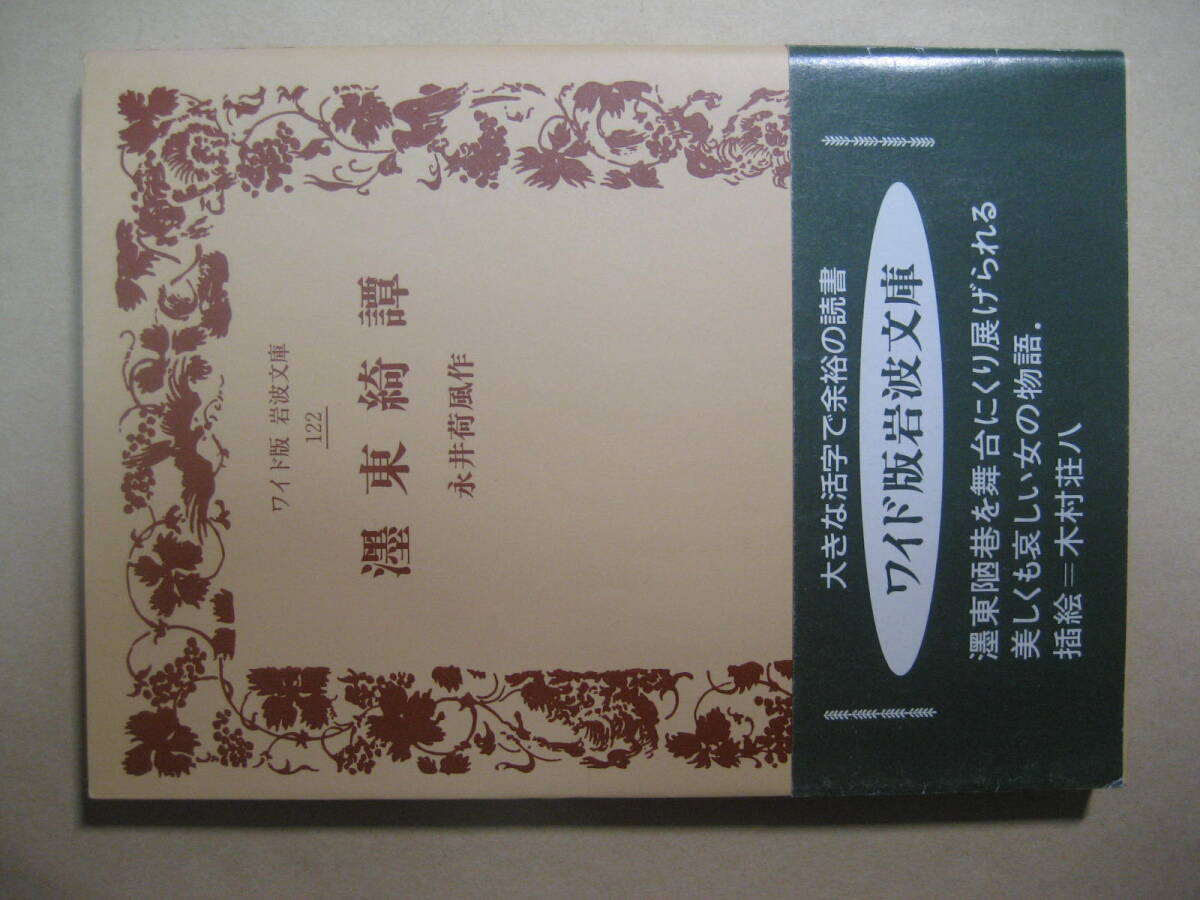 ワイド版 岩波文庫
122
濹東綺譚
永井荷風作
大きな活字で余裕の読書
ワイド版岩波文庫
濹東陋巷を舞台にくり展げられる
美しくも哀しい女の物語．
插絵＝木村荘八